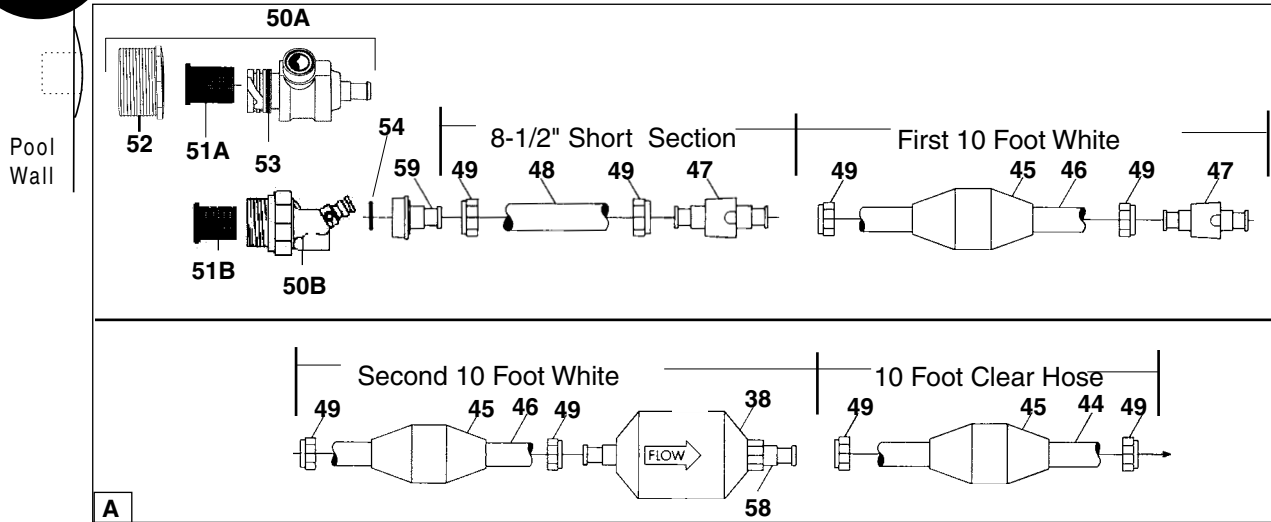 50A
52
51A
53
54
Pool
Wall
8-1/2" Short Section
First 10 Foot White
59
49
48
49
47
49
45
46
49
47
51B
50B
Second 10 Foot White
10 Foot Clear Hose
49
45
46
49
38
49
45
44
49
FLOW
58
A